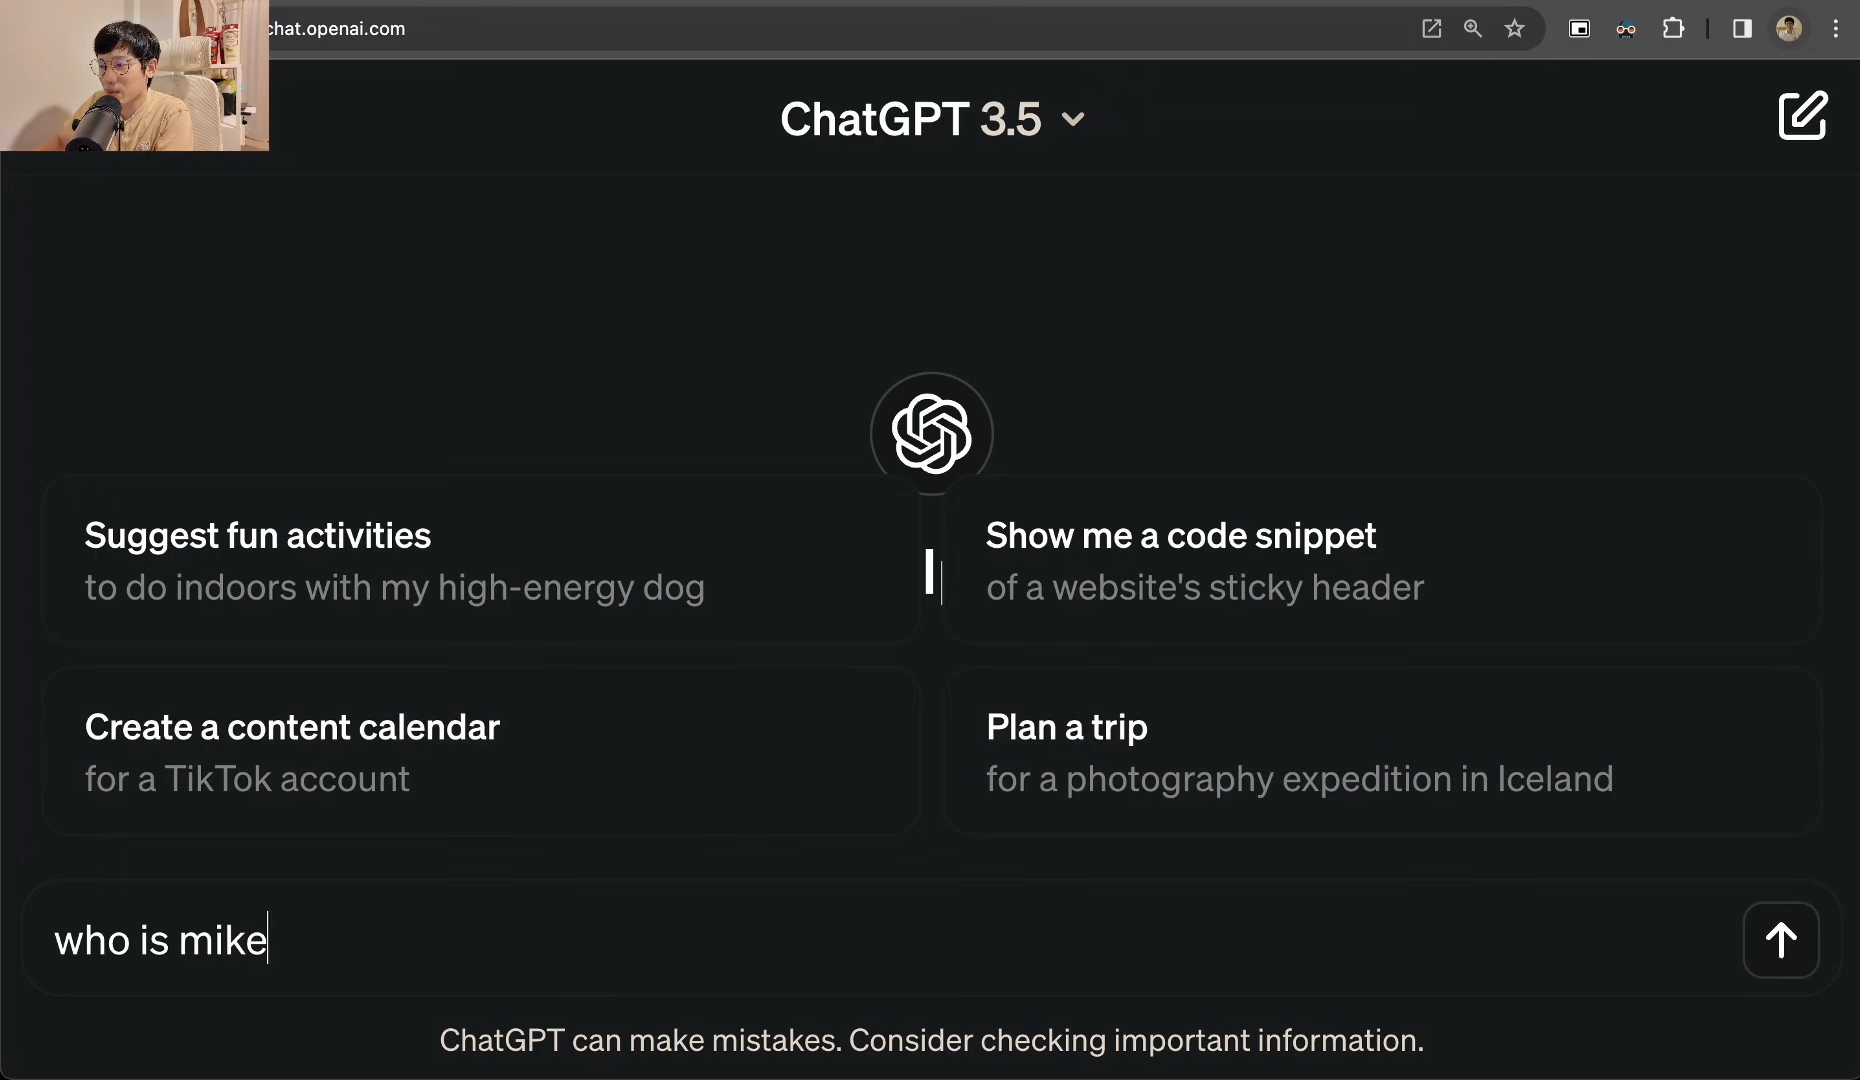 chat.openai.com
ChatGPT 3.5
Suggest fun activities
to do indoors with my high-energy dog
Show me a code snippet
of a website's sticky header
Create a content calendar
for a TikTok account
Plan a trip
for a photography expedition in Iceland
who is mike
ChatGPT can make mistakes. Consider checking important information.